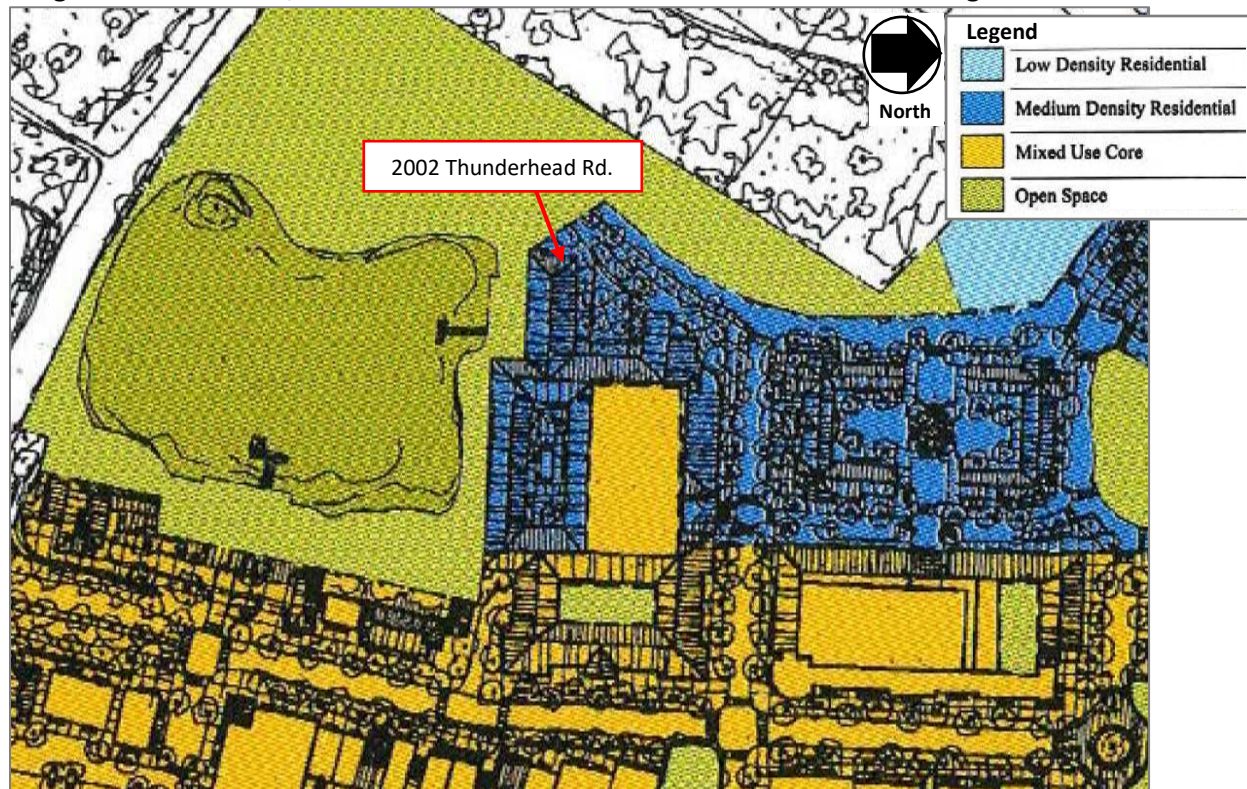 Legend
Low Density Residential
Medium Density Residential
Mixed Use Core
Open Space
North
2002 Thunderhead Rd.